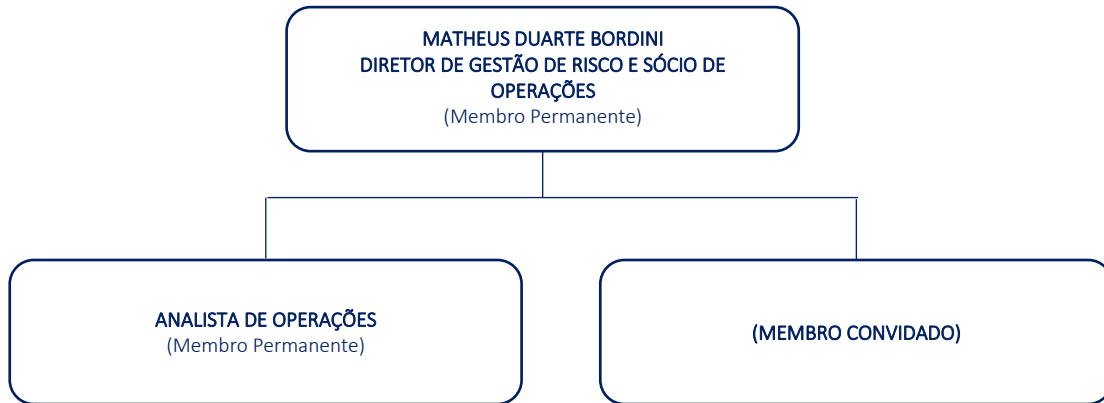 MATHEUS DUARTE BORDINI
DIRETOR DE GESTÃO DE RISCO E SÓCIO DE
OPERAÇÕES
(Membro Permanente)
ANALISTA DE OPERAÇÕES
(Membro Permanente)
(MEMBRO CONVIDADO)